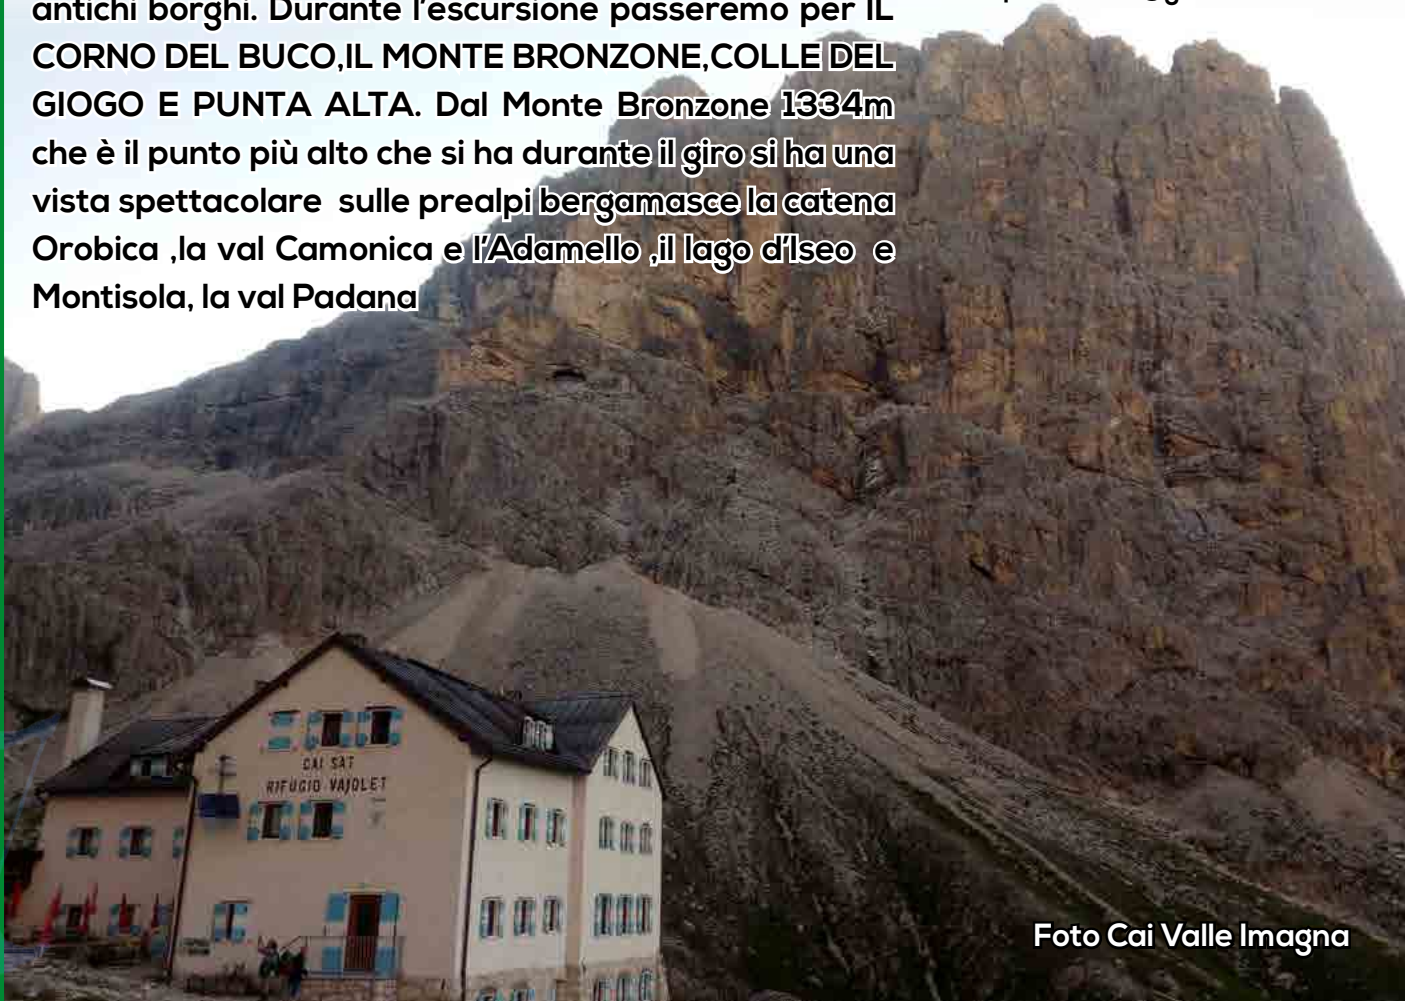 antichi borghi. Durante l'escursione passeremo per IL
CORNO DEL BUCO,IL MONTE BRONZONE,COLLE DEL
GIOGO E PUNTA ALTA. Dal Monte Bronzone 1334m
che è il punto più alto che si ha durante il giro si ha una
vista spettacolare  sulle prealpi bergamasce la catena
Orobica ,la val Camonica e l'Adamello ,il lago d'Iseo  e
Montisola, la val Padana
CAI SAT
RIFUGIO VAJOLET
Foto Cai Valle Imagna